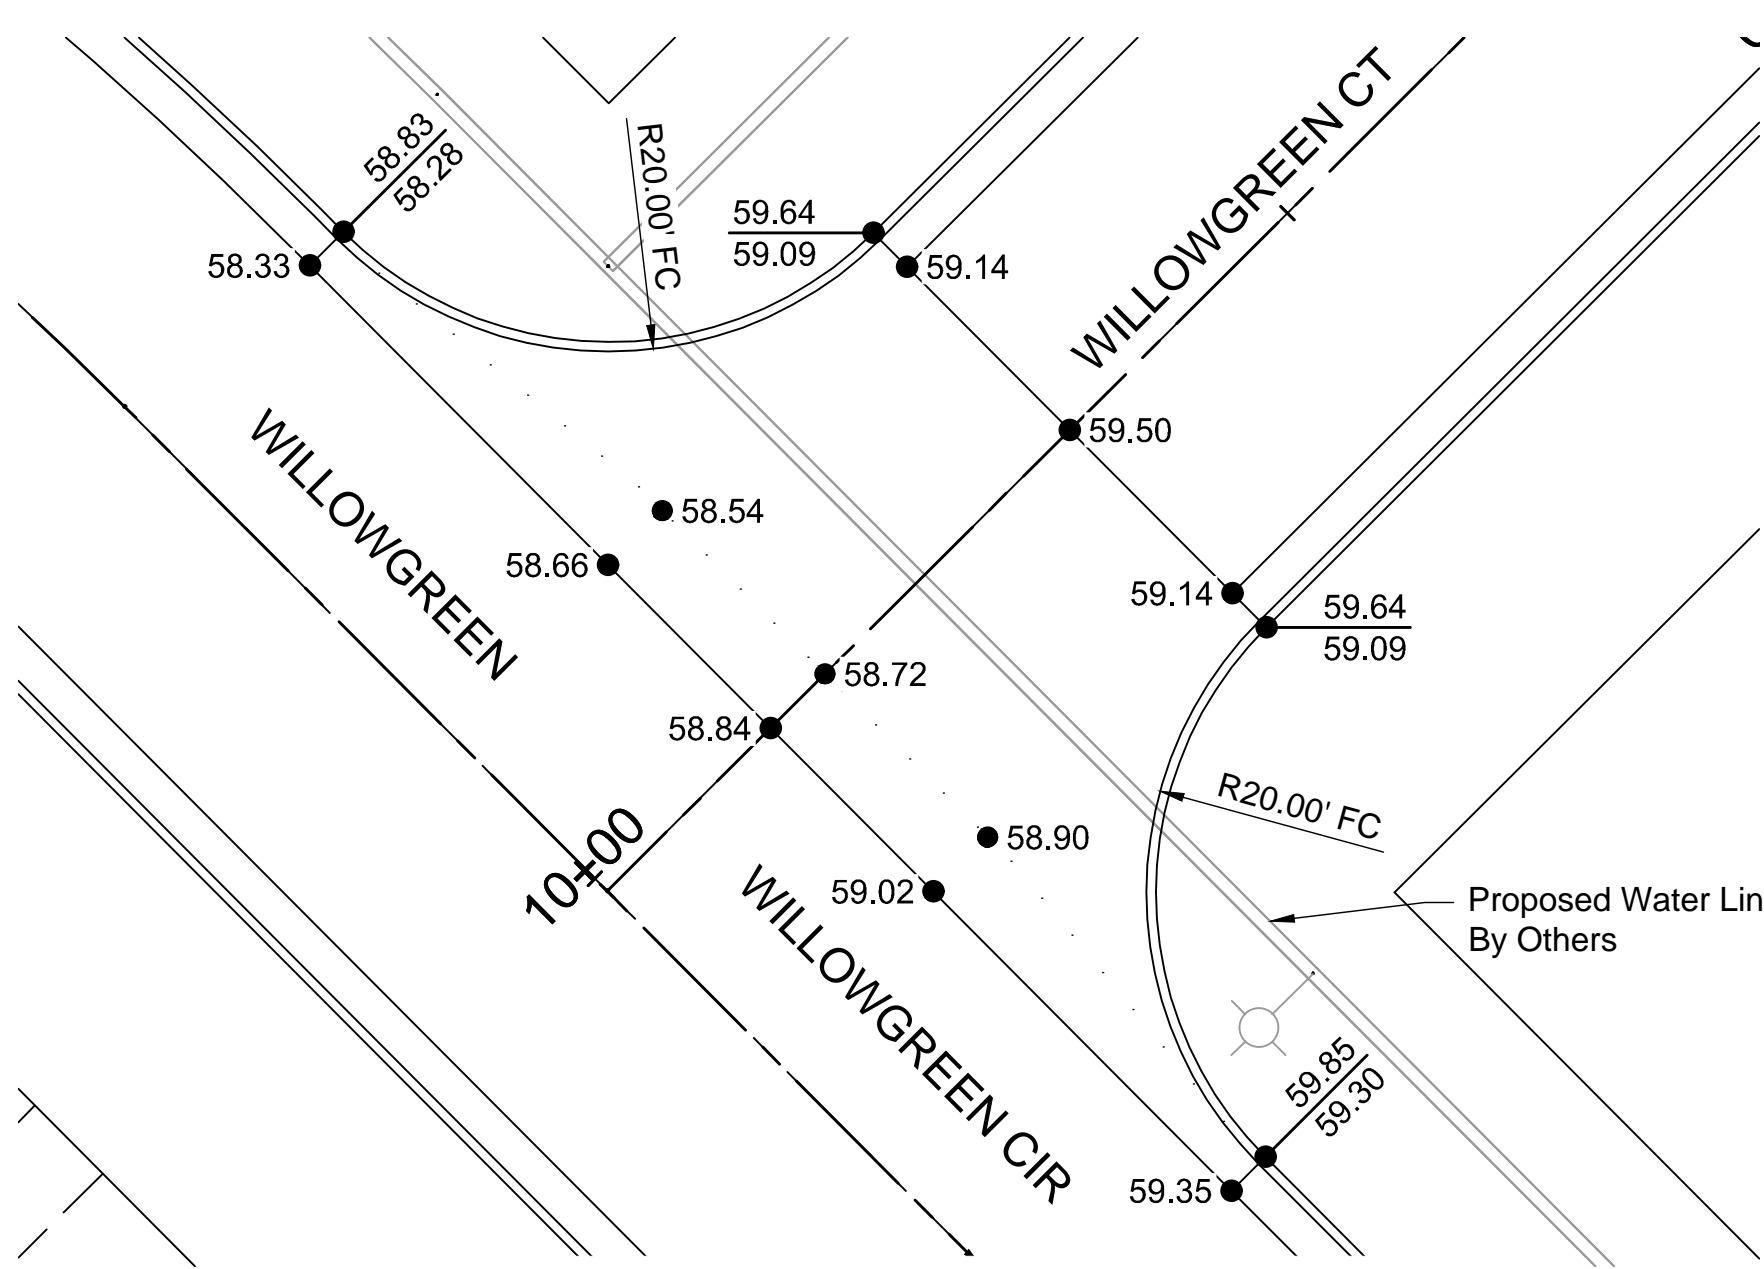 58.83
58.28
R20.00' FC
59.64
59.09
WILLOWGREEN CT
58.33
59.14
59.50
WILLOWGREEN
58.54
58.66
59.14
59.64
59.09
58.72
58.84
R20.00' FC
10+00
58.90
59.02
WILLOWGREEN CIR
Proposed Water Lin
By Others
59.85
59.30
59.35